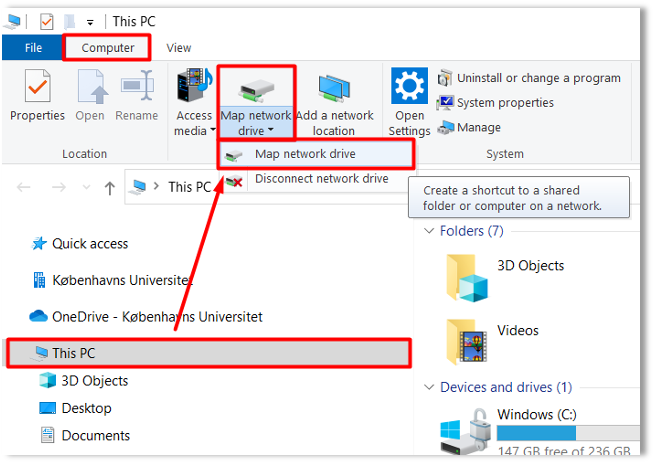 This PC
File
Computer
View
Properties
Open
Rename
Access
media
Map network
drive
Add a network
location
Open
Settings
Uninstall or change a program
System properties
Manage
Location
System
Map network drive
Disconnect network drive
This PC
Create a shortcut to a shared
folder or computer on a network.
Quick access
Københavns Universitet
OneDrive - Københavns Universitet
This PC
3D Objects
Desktop
Documents
Folders (7)
3D Objects
Videos
Devices and drives (1)
Windows (C:)
147 GB free of 236 GB